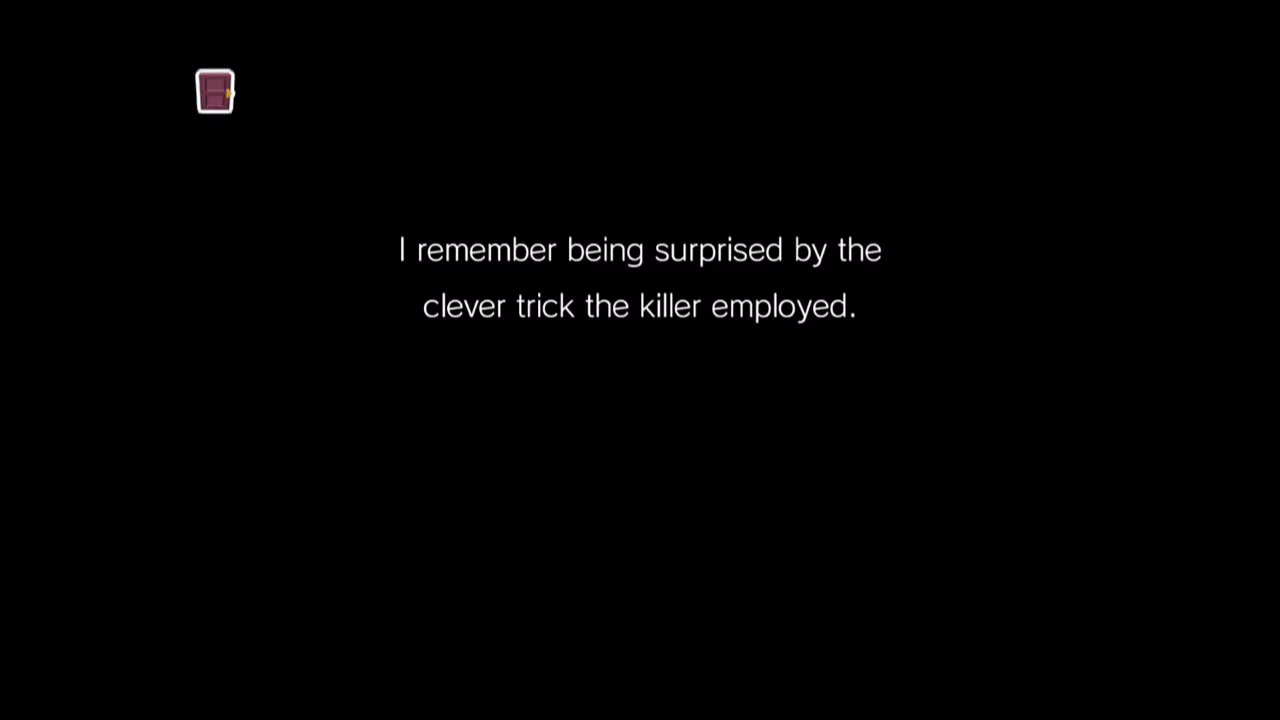 I remember being surprised by the
clever trick the killer employed.